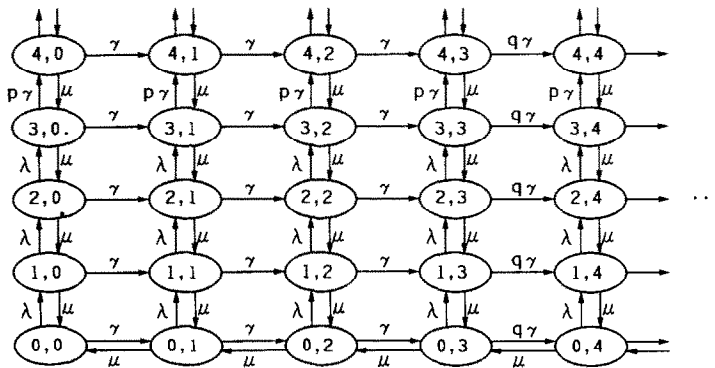 4,0 γ 4,1 γ 4,2 γ 4,3 qγ 4,4
pγ μ pγ μ pγ μ pγ μ pγ μ
3,0. γ 3,1 γ 3,2 γ 3,3 qγ 3,4
λ μ λ μ λ μ λ μ λ μ
2,0 γ 2,1 γ 2,2 γ 2,3 qγ 2,4 ..
λ μ λ μ λ μ λ μ λ μ
1,0 γ 1,1 γ 1,2 γ 1,3 qγ 1,4
λ μ λ μ λ μ λ μ λ μ
0,0 γ 0,1 γ 0,2 γ 0,3 qγ 0,4
μ μ μ μ